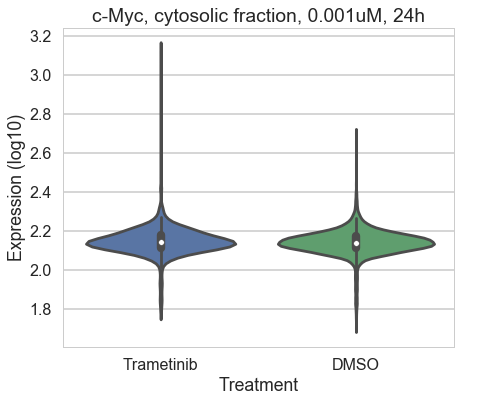 c-Myc, cytosolic fraction, 0.001uM, 24h
3.2
3.0
2.8
2.6
2.4
2.2
2.0
1.8
Expression (log10)
Trametinib DMSO
Treatment